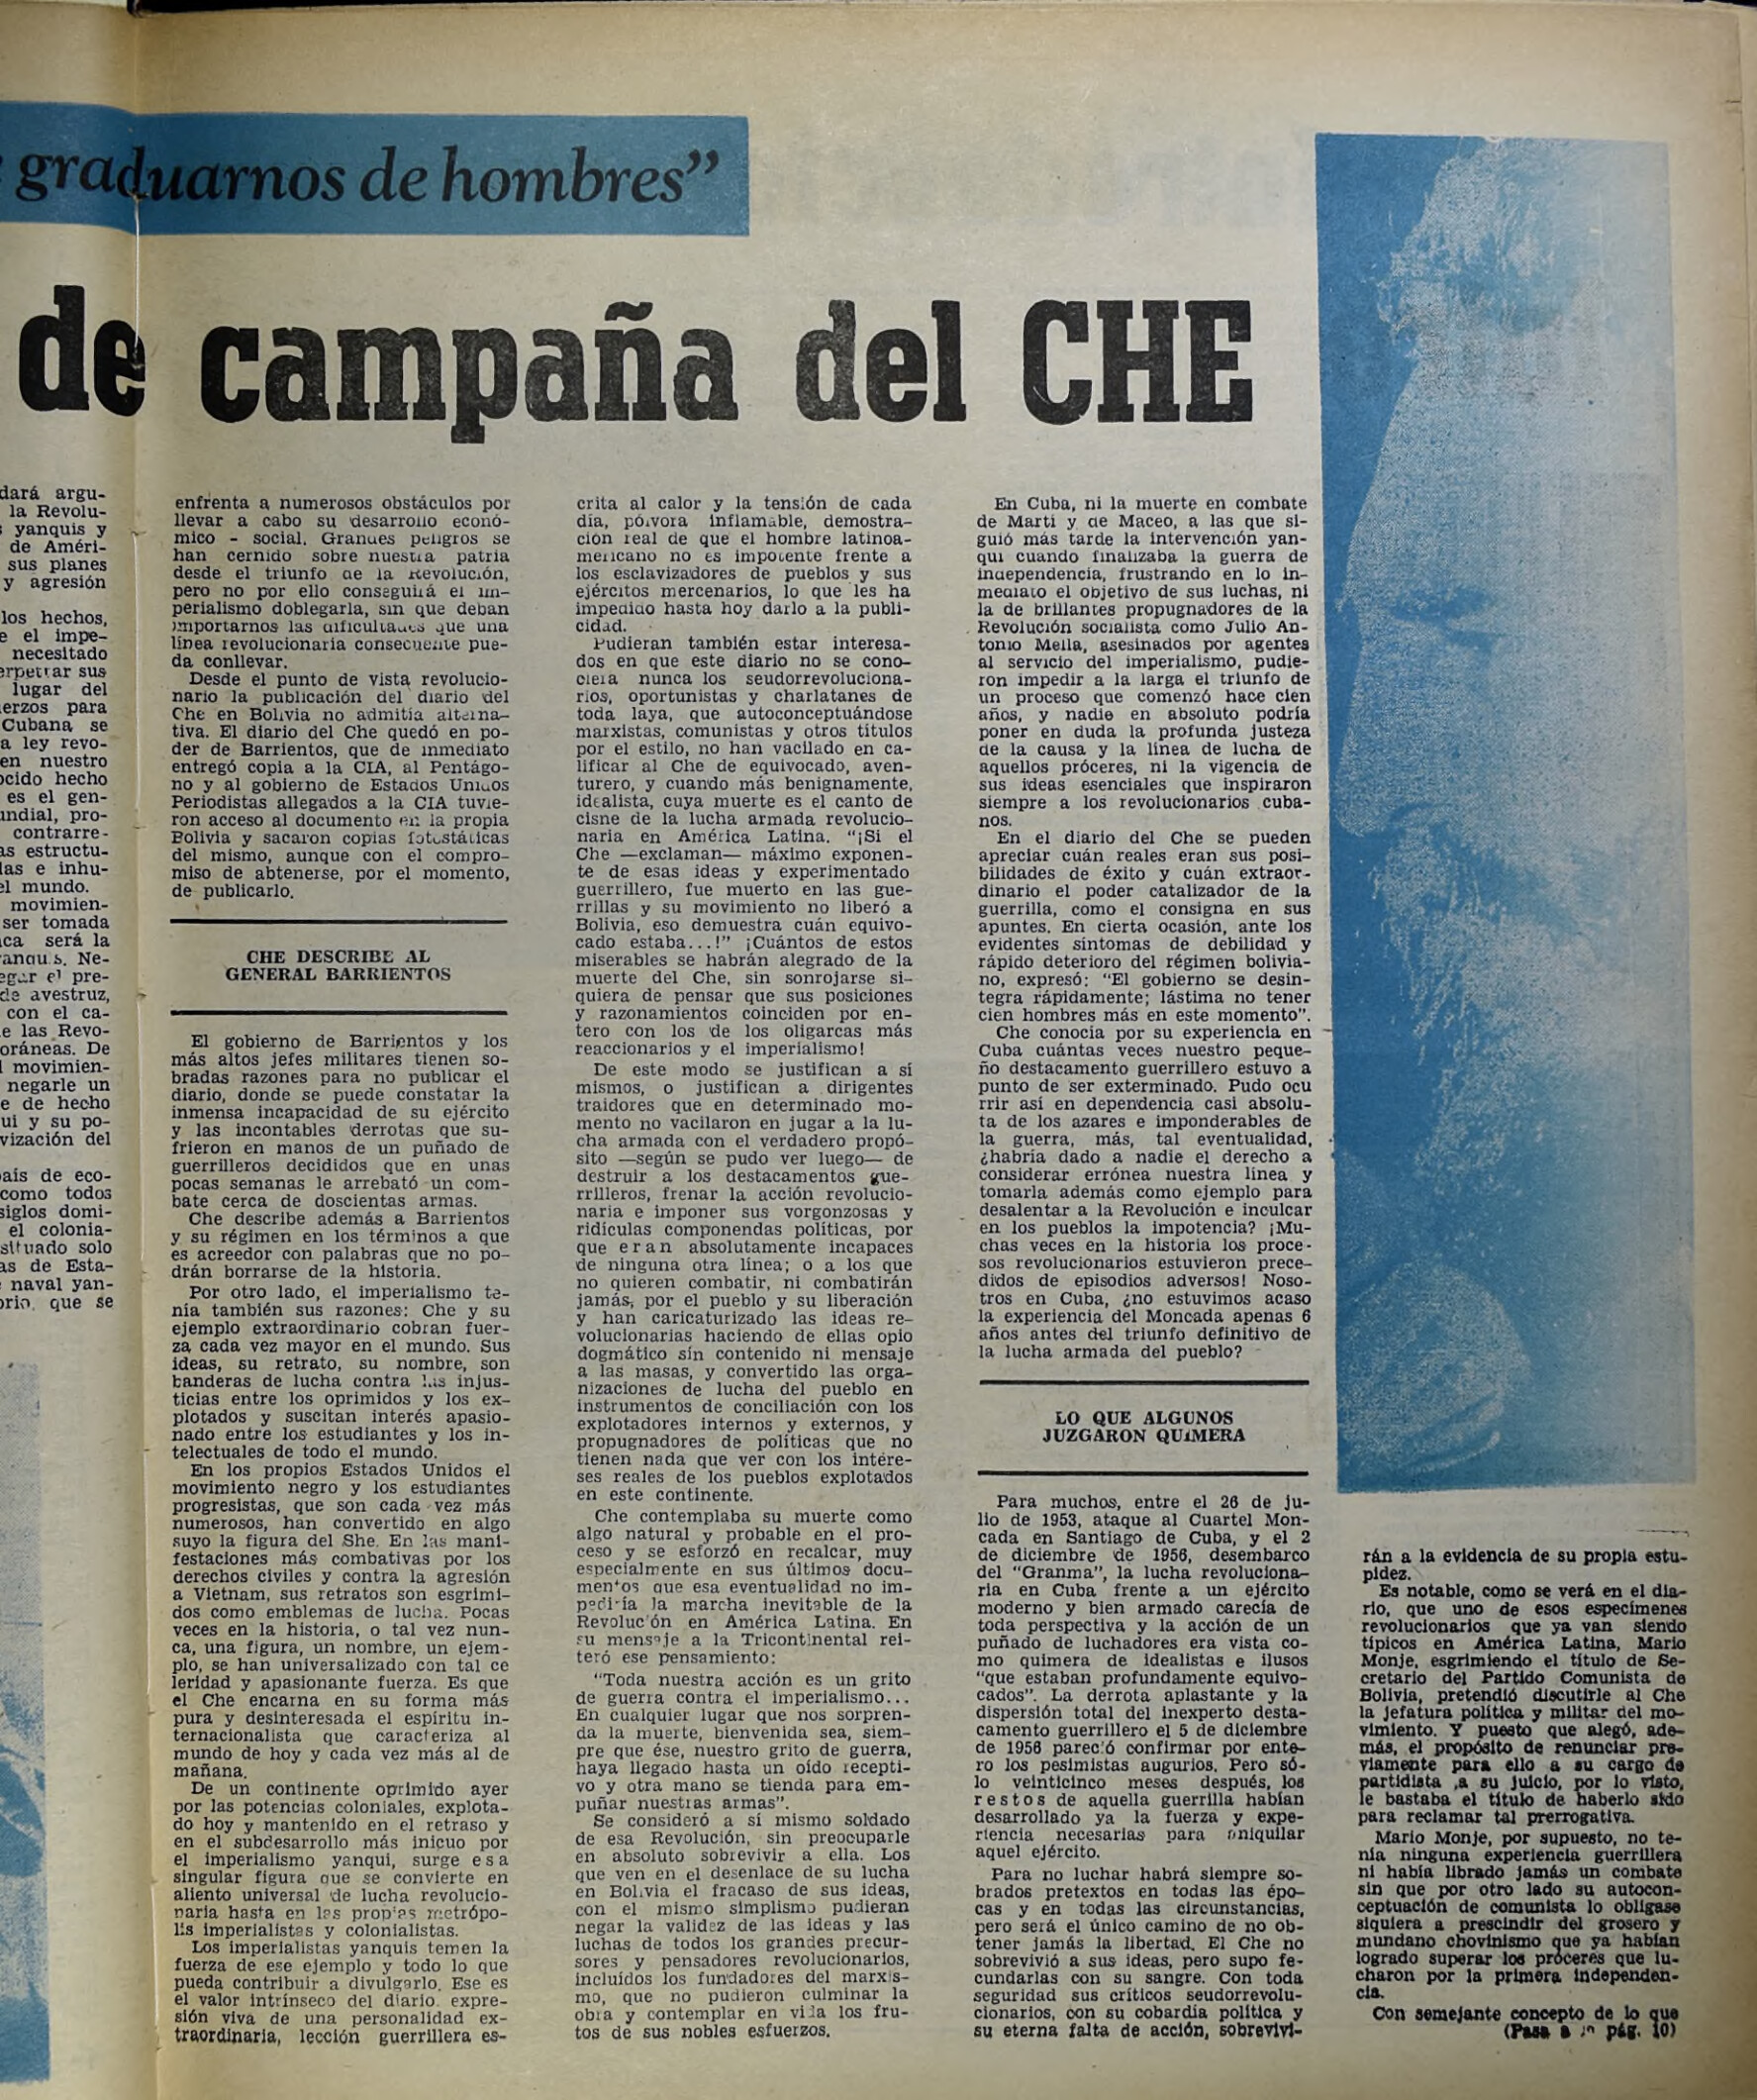 graduarnos de hombres”
de campaña del CHE
dará argu-
la Revolu-
yanquis y
de Améri-
sus planes
y agresión
los hechos,
e el impe-
necesitado
erpetrar sus
lugar del
erzos para
Cubana se
a ley revo-
en nuestro
ocido hecho
es el gen-
undial, pro-
contrarre-
as estructu-
das e inhu-
el mundo.
movimien-
ser tomada
ica será la
yanquis. Ne-
egar el pre-
de avestruz,
con el ca-
e las Revo-
oráneas. De
l movimien-
negarle un
e de hecho
qui y su po-
vización del
país de eco-
como todos
siglos domi-
el colonia-
situado solo
as de Esta-
naval yan-
orio, que se
enfrenta a numerosos obstáculos por
llevar a cabo su desarrollo econó-
mico - social. Grandes peligros se
han cernido sobre nuestra patria
desde el triunfo de la Revolución,
pero no por ello conseguirá el im-
perialismo doblegarla, sin que deban
importarnos las dificultades que una
línea revolucionaria consecuente pue-
da conllevar.
Desde el punto de vista revolucio-
nario la publicación del diario del
Che en Bolivia no admitía alterna-
tiva. El diario del Che quedó en po-
der de Barrientos, que de inmediato
entregó copia a la CIA, al Pentágo-
no y al gobierno de Estados Unidos
Periodistas allegados a la CIA tuvie-
ron acceso al documento en la propia
Bolivia y sacaron copias fotostáticas
del mismo, aunque con el compro-
miso de abtenerse, por el momento,
de publicarlo.
CHE DESCRIBE AL
GENERAL BARRIENTOS
El gobierno de Barrientos y los
más altos jefes militares tienen so-
bradas razones para no publicar el
diario, donde se puede constatar la
inmensa incapacidad de su ejército
y las incontables derrotas que su-
frieron en manos de un puñado de
guerrilleros decididos que en unas
pocas semanas le arrebató un com-
bate cerca de doscientas armas.
Che describe además a Barrientos
y su régimen en los términos a que
es acreedor con palabras que no po-
drán borrarse de la historia.
Por otro lado, el imperialismo te-
nía también sus razones: Che y su
ejemplo extraordinario cobran fuer-
za cada vez mayor en el mundo. Sus
ideas, su retrato, su nombre, son
banderas de lucha contra las injus-
ticias entre los oprimidos y los ex-
plotados y suscitan interés apasio-
nado entre los estudiantes y los in-
telectuales de todo el mundo.
En los propios Estados Unidos el
movimiento negro y los estudiantes
progresistas, que son cada vez más
numerosos, han convertido en algo
suyo la figura del She. En las mani-
festaciones más combativas por los
derechos civiles y contra la agresión
a Vietnam, sus retratos son esgrimi-
dos como emblemas de lucha. Pocas
veces en la historia, o tal vez nun-
ca, una figura, un nombre, un ejem-
plo, se han universalizado con tal ce
leridad y apasionante fuerza. Es que
el Che encarna en su forma más
pura y desinteresada el espíritu in-
ternacionalista que caracteriza al
mundo de hoy y cada vez más al de
mañana.
De un continente oprimido ayer
por las potencias coloniales, explota-
do hoy y mantenido en el retraso y
en el subdesarrollo más inicuo por
el imperialismo yanqui, surge esa
singular figura que se convierte en
aliento universal de lucha revolucio-
naria hasta en las propias metrópo-
lis imperialistas y colonialistas.
Los imperialistas yanquis temen la
fuerza de ese ejemplo y todo lo que
pueda contribuir a divulgarlo. Ese es
el valor intrínseco del diario, expre-
sión viva de una personalidad ex-
traordinaria, lección guerrillera es-
crita al calor y la tensión de cada
día, pólvora inflamable, demostra-
ción real de que el hombre latinoa-
mericano no es impotente frente a
los esclavizadores de pueblos y sus
ejércitos mercenarios, lo que les ha
impedido hasta hoy darlo a la publi-
cidad.
Pudieran también estar interesa-
dos en que este diario no se cono-
ciera nunca los seudorrevoluciona-
rios, oportunistas y charlatanes de
toda laya, que autoconceptuándose
marxistas, comunistas y otros títulos
por el estilo, no han vacilado en ca-
lificar al Che de equivocado, aven-
turero, y cuando más benignamente,
idealista, cuya muerte es el canto de
cisne de la lucha armada revolucio-
naria en América Latina. “¡Si el
Che —exclaman— máximo exponen-
te de esas ideas y experimentado
guerrillero, fue muerto en las gue-
rrillas y su movimiento no liberó a
Bolivia, eso demuestra cuán equivo-
cado estaba...!” ¡Cuántos de estos
miserables se habrán alegrado de la
muerte del Che, sin sonrojarse si-
quiera de pensar que sus posiciones
y razonamientos coinciden por en-
tero con los de los oligarcas más
reaccionarios y el imperialismo!
De este modo se justifican a sí
mismos, o justifican a dirigentes
traidores que en determinado mo-
mento no vacilaron en jugar a la lu-
cha armada con el verdadero propó-
sito —según se pudo ver luego— de
destruir a los destacamentos gue-
rrilleros, frenar la acción revolucio-
naria e imponer sus vorgonzosas y
ridículas componendas políticas, por
que eran absolutamente incapaces
de ninguna otra línea; o a los que
no quieren combatir, ni combatirán
jamás, por el pueblo y su liberación
y han caricaturizado las ideas re-
volucionarias haciendo de ellas opio
dogmático sin contenido ni mensaje
a las masas, y convertido las orga-
nizaciones de lucha del pueblo en
instrumentos de conciliación con los
explotadores internos y externos, y
propugnadores de políticas que no
tienen nada que ver con los intere-
ses reales de los pueblos explotados
en este continente.
Che contemplaba su muerte como
algo natural y probable en el pro-
ceso y se esforzó en recalcar, muy
especialmente en sus últimos docu-
mentos que esa eventualidad no im-
pediría la marcha inevitable de la
Revolución en América Latina. En
su mensaje a la Tricontinental rei-
teró ese pensamiento:
“Toda nuestra acción es un grito
de guerra contra el imperialismo...
En cualquier lugar que nos sorpren-
da la muerte, bienvenida sea, siem-
pre que ése, nuestro grito de guerra,
haya llegado hasta un oído recepti-
vo y otra mano se tienda para em-
puñar nuestras armas”.
Se consideró a sí mismo soldado
de esa Revolución, sin preocuparle
en absoluto sobrevivir a ella. Los
que ven en el desenlace de su lucha
en Bolivia el fracaso de sus ideas,
con el mismo simplismo pudieran
negar la validez de las ideas y las
luchas de todos los grandes precur-
sores y pensadores revolucionarios,
incluídos los fundadores del marxis-
mo, que no pudieron culminar la
obra y contemplar en vida los fru-
tos de sus nobles esfuerzos.
En Cuba, ni la muerte en combate
de Martí y de Maceo, a las que si-
guió más tarde la intervención yan-
qui cuando finalizaba la guerra de
independencia, frustrando en lo in-
mediato el objetivo de sus luchas, ni
la de brillantes propugnadores de la
Revolución socialista como Julio An-
tonio Mella, asesinados por agentes
al servicio del imperialismo, pudie-
ron impedir a la larga el triunfo de
un proceso que comenzó hace cien
años, y nadie en absoluto podría
poner en duda la profunda justeza
de la causa y la línea de lucha de
aquellos próceres, ni la vigencia de
sus ideas esenciales que inspiraron
siempre a los revolucionarios cuba-
nos.
En el diario del Che se pueden
apreciar cuán reales eran sus posi-
bilidades de éxito y cuán extraor-
dinario el poder catalizador de la
guerrilla, como el consigna en sus
apuntes. En cierta ocasión, ante los
evidentes síntomas de debilidad y
rápido deterioro del régimen bolivia-
no, expresó: “El gobierno se desin-
tegra rápidamente; lástima no tener
cien hombres más en este momento”.
Che conocía por su experiencia en
Cuba cuántas veces nuestro peque-
ño destacamento guerrillero estuvo a
punto de ser exterminado. Pudo ocu
rrir así en dependencia casi absolu-
ta de los azares e imponderables de
la guerra, más, tal eventualidad,
¿habría dado a nadie el derecho a
considerar errónea nuestra línea y
tomarla además como ejemplo para
desalentar a la Revolución e inculcar
en los pueblos la impotencia? ¡Mu-
chas veces en la historia los proce-
sos revolucionarios estuvieron prece-
didos de episodios adversos! Noso-
tros en Cuba, ¿no estuvimos acaso
la experiencia del Moncada apenas 6
años antes del triunfo definitivo de
la lucha armada del pueblo?
LO QUE ALGUNOS
JUZGARON QUIMERA
Para muchos, entre el 26 de ju-
lio de 1953, ataque al Cuartel Mon-
cada en Santiago de Cuba, y el 2
de diciembre de 1956, desembarco
del “Granma”, la lucha revoluciona-
ria en Cuba frente a un ejército
moderno y bien armado carecía de
toda perspectiva y la acción de un
puñado de luchadores era vista co-
mo quimera de idealistas e ilusos
“que estaban profundamente equivo-
cados”. La derrota aplastante y la
dispersión total del inexperto desta-
camento guerrillero el 5 de diciembre
de 1956 pareció confirmar por ente-
ro los pesimistas augurios. Pero só-
lo veinticinco meses después, los
restos de aquella guerrilla habían
desarrollado ya la fuerza y expe-
riencia necesarias para aniquilar
aquel ejército.
Para no luchar habrá siempre so-
brados pretextos en todas las épo-
cas y en todas las circunstancias,
pero será el único camino de no ob-
tener jamás la libertad. El Che no
sobrevivió a sus ideas, pero supo fe-
cundarlas con su sangre. Con toda
seguridad sus críticos seudorrevolu-
cionarios, con su cobardía política y
su eterna falta de acción, sobrevivi-
rán a la evidencia de su propia estu-
pidez.
Es notable, como se verá en el dia-
rio, que uno de esos especímenes
revolucionarios que ya van siendo
típicos en América Latina, Mario
Monje, esgrimiendo el título de Se-
cretario del Partido Comunista de
Bolivia, pretendió discutirle al Che
la jefatura política y militar del mo-
vimiento. Y puesto que alegó, ade-
más, el propósito de renunciar pre-
viamente para ello a su cargo de
partidista ,a su juicio, por lo visto,
le bastaba el título de haberlo sido
para reclamar tal prerrogativa.
Mario Monje, por supuesto, no te-
nía ninguna experiencia guerrillera
ni había librado jamás un combate
sin que por otro lado su autocon-
ceptuación de comunista lo obligase
siquiera a prescindir del grosero y
mundano chovinismo que ya habían
logrado superar los próceres que lu-
charon por la primera independen-
cia.
Con semejante concepto de lo que
(Pasa a la pág. 10)